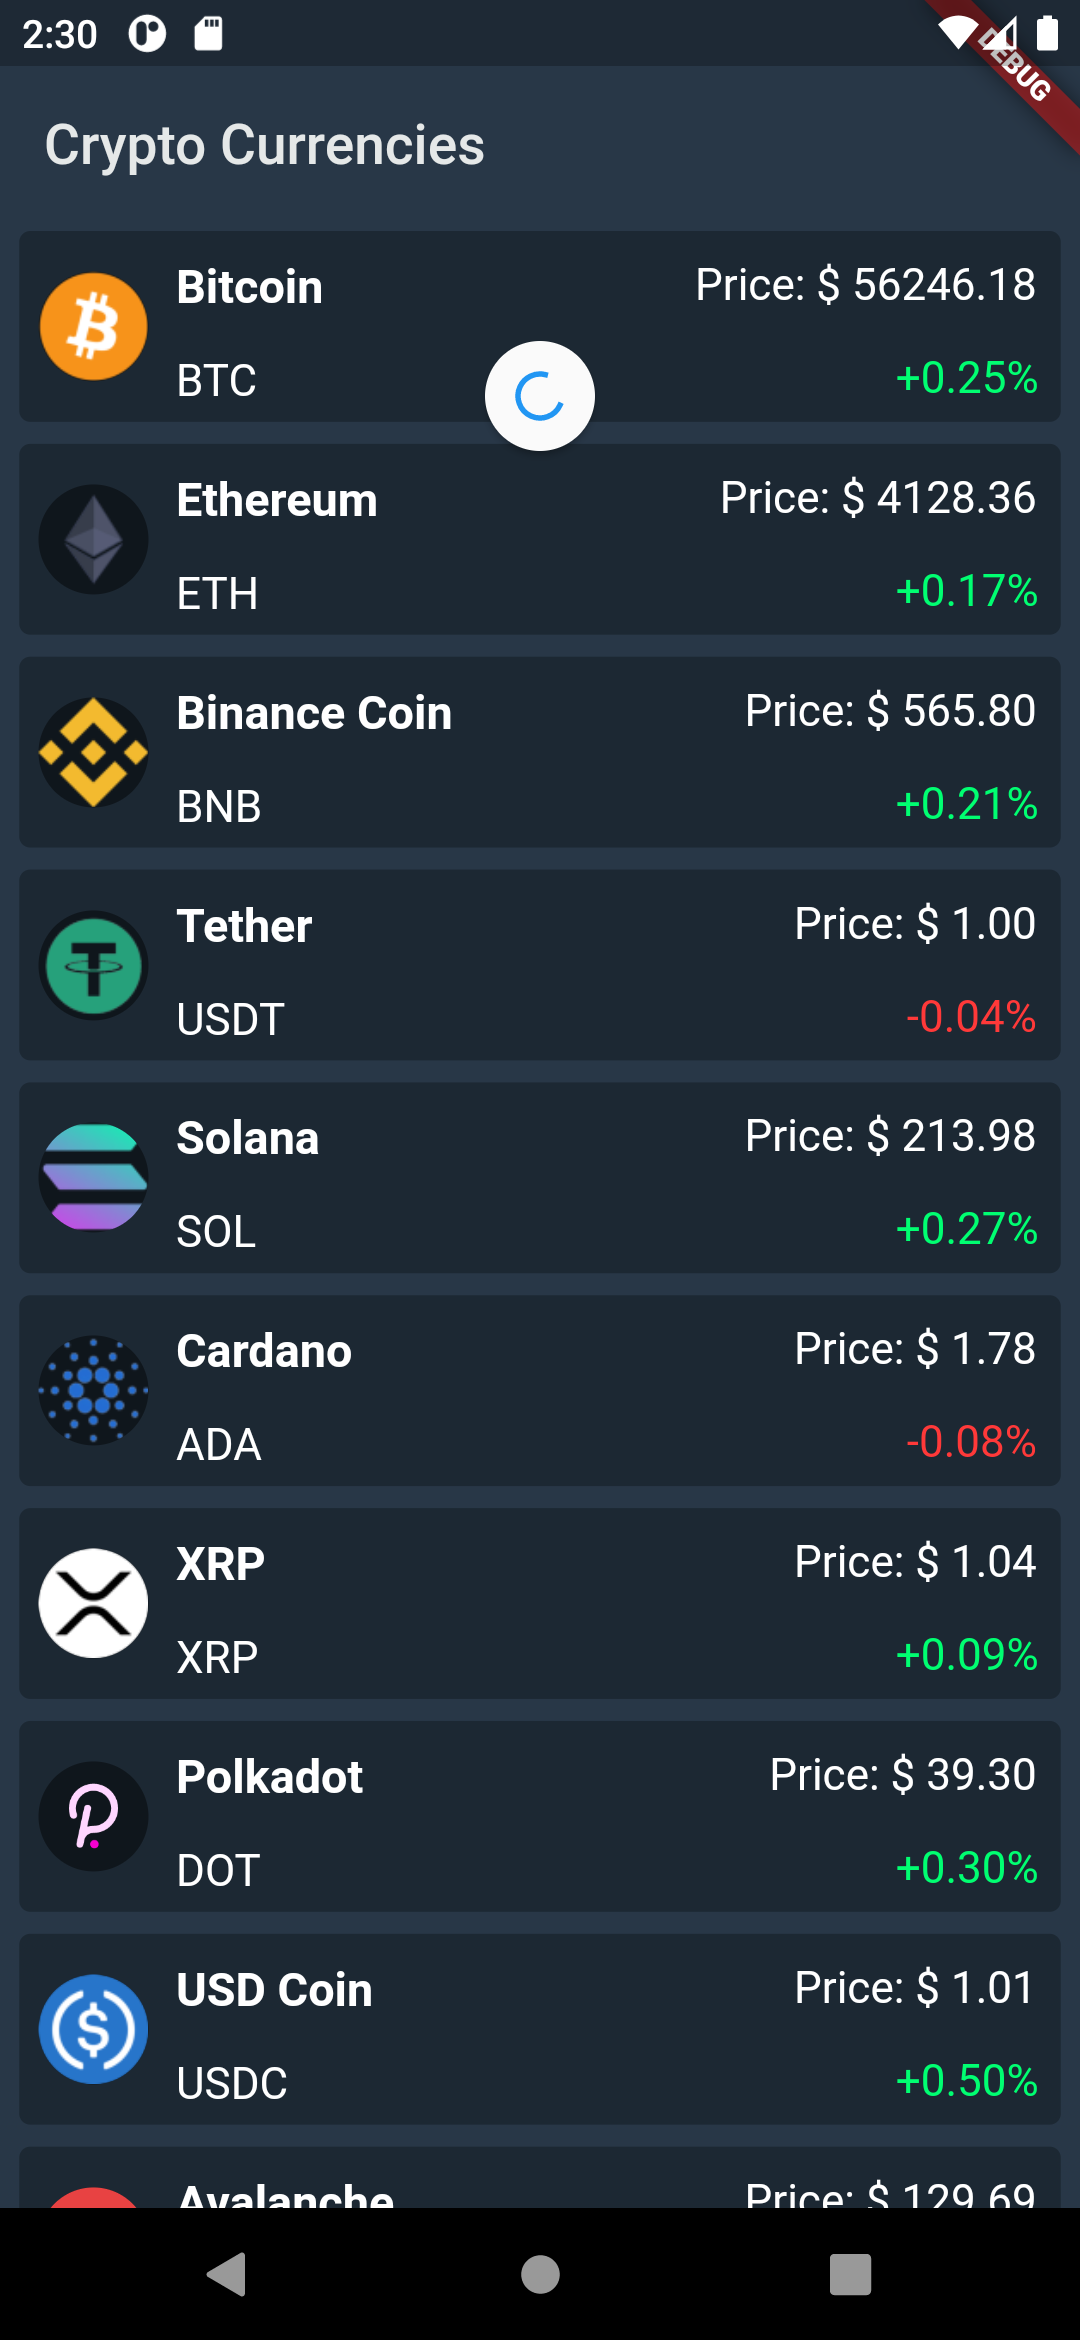 2:30
DEBUG
Crypto Currencies
Bitcoin Price: $ 56246.18
BTC +0.25%
Ethereum Price: $ 4128.36
ETH +0.17%
Binance Coin Price: $ 565.80
BNB +0.21%
Tether Price: $ 1.00
USDT -0.04%
Solana Price: $ 213.98
SOL +0.27%
Cardano Price: $ 1.78
ADA -0.08%
XRP Price: $ 1.04
XRP +0.09%
Polkadot Price: $ 39.30
DOT +0.30%
USD Coin Price: $ 1.01
USDC +0.50%
Avalanche Price: $ 129.69